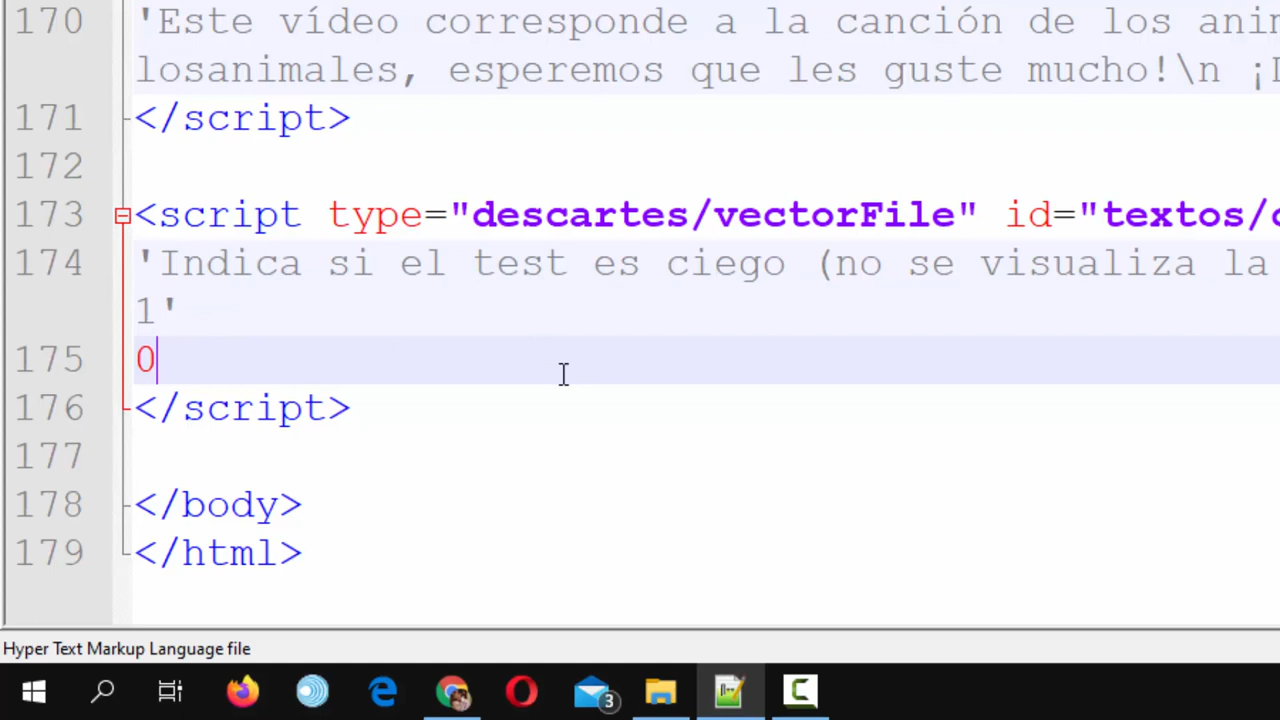 170 'Este vídeo corresponde a la canción de los
losanimales, esperemos que les guste mucho!\n
171 </script>
172
173 <script type="descartes/vectorFile" id="textos/
174 'Indica si el test es ciego (no se visualiza la
1'
175 0
176 </script>
177
178 </body>
179 </html>
Hyper Text Markup Language file
3